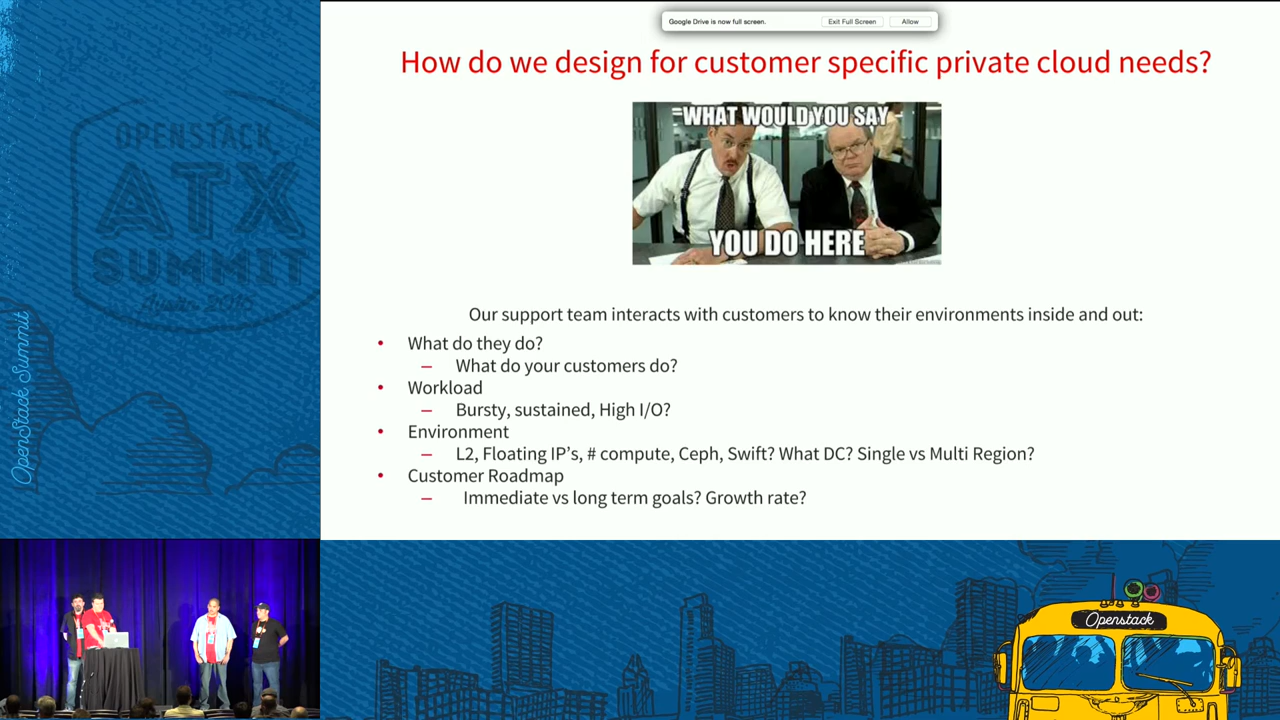 Google Drive is now full screen.
Exit Full Screen
Allow
How do we design for customer specific private cloud needs?
WHAT WOULD YOU SAY
YOU DO HERE
Our support team interacts with customers to know their environments inside and out:
• What do they do?
– What do your customers do?
• Workload
– Bursty, sustained, High I/O?
• Environment
– L2, Floating IP's, # compute, Ceph, Swift? What DC? Single vs Multi Region?
• Customer Roadmap
– Immediate vs long term goals? Growth rate?
OPENSTACK
ATX
SUMMIT
OpenStack Summit
Openstack